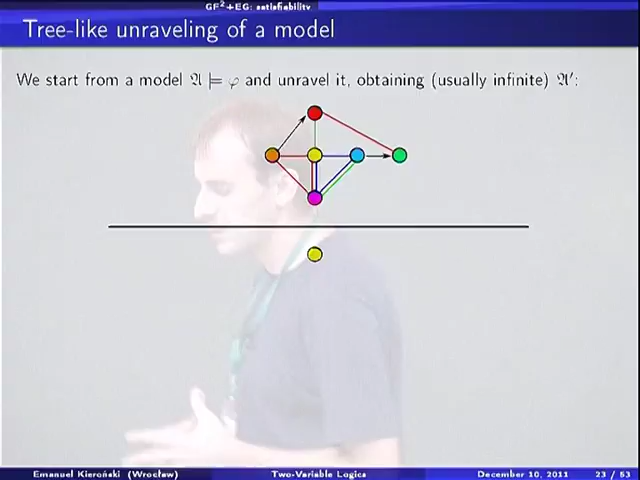 GF²+EG: satisfiability
Tree-like unraveling of a model
We start from a model 𝔄 ⊨ φ and unravel it, obtaining (usually infinite) 𝔄′:
Emanuel Kieroński (Wrocław) Two-Variable Logics December 10, 2011 23 / 53